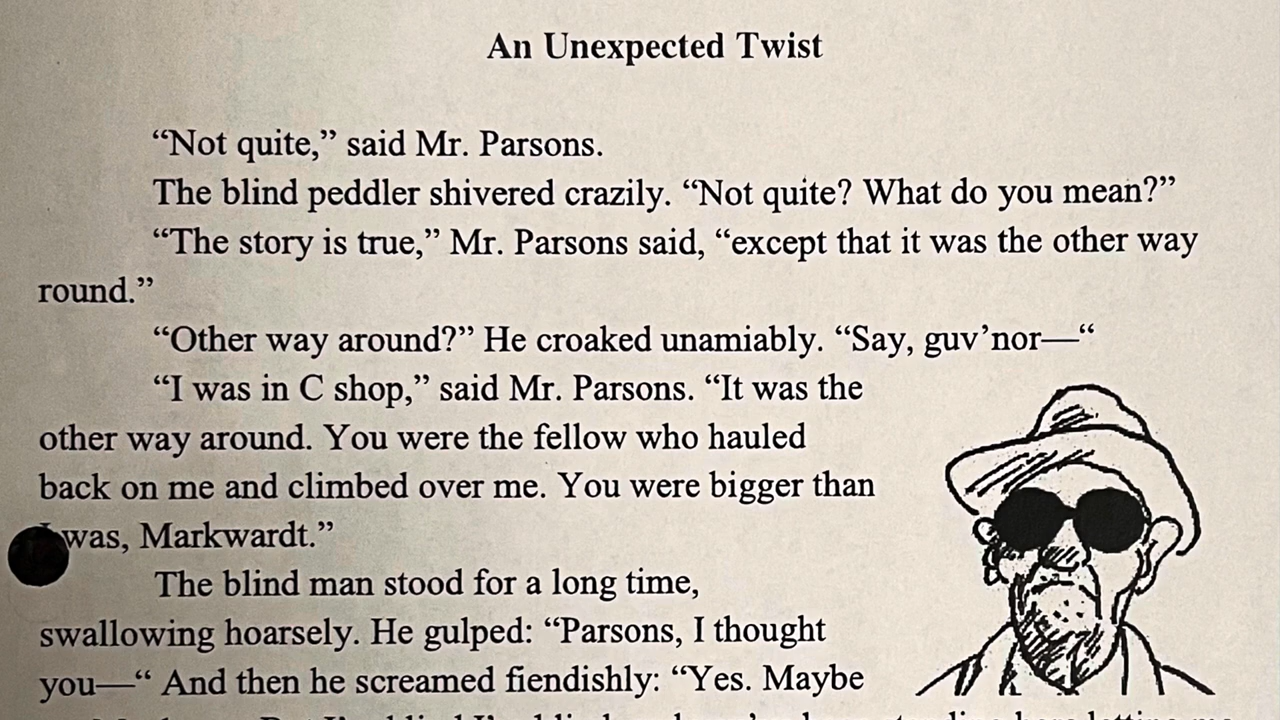 An Unexpected Twist
“Not quite,” said Mr. Parsons.
The blind peddler shivered crazily. “Not quite? What do you mean?”
“The story is true,” Mr. Parsons said, “except that it was the other way
round.”
“Other way around?” He croaked unamiably. “Say, guv’nor—“
“I was in C shop,” said Mr. Parsons. “It was the
other way around. You were the fellow who hauled
back on me and climbed over me. You were bigger than
I was, Markwardt.”
The blind man stood for a long time,
swallowing hoarsely. He gulped: “Parsons, I thought
you—“ And then he screamed fiendishly: “Yes. Maybe